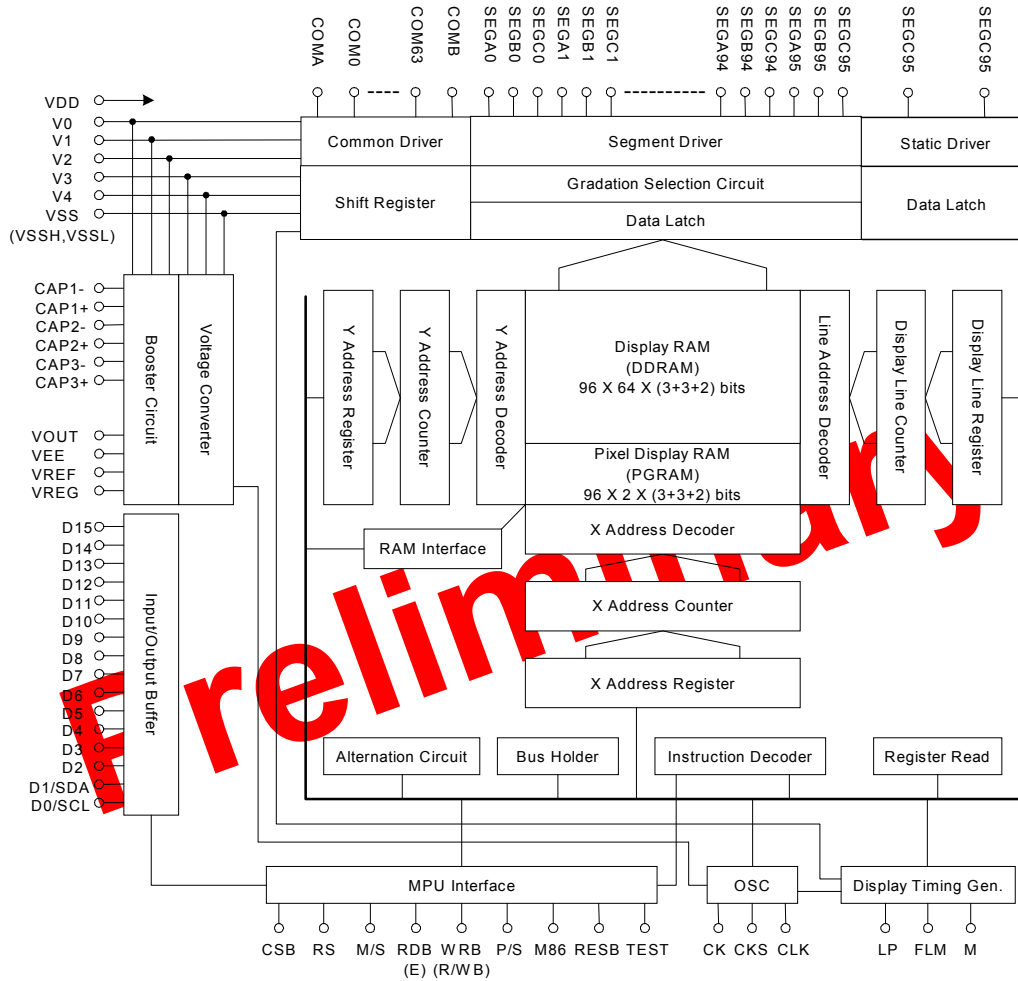 COMA
COM0
COM63
COMB
SEGA0
SEGB0
SEGC0
SEGA1
SEGB1
SEGC1
SEGA94
SEGB94
SEGC94
SEGA95
SEGB95
SEGC95
SEGC95
SEGC95
VDD
V0
V1
V2
V3
V4
VSS
(VSSH,VSSL)
Common Driver
Segment Driver
Static Driver
Shift Register
Gradation Selection Circuit
Data Latch
Data Latch
CAP1-
CAP1+
CAP2-
CAP2+
CAP3-
CAP3+
VOUT
VEE
VREF
VREG
Booster Circuit
Voltage Converter
Y Address Register
Y Address Counter
Y Address Decoder
Display RAM
(DDRAM)
96 X 64 X (3+3+2) bits
Pixel Display RAM
(PGRAM)
96 X 2 X (3+3+2) bits
Line Address Decoder
Display Line Counter
Display Line Register
RAM Interface
X Address Decoder
X Address Counter
X Address Register
D15
D14
D13
D12
D11
D10
D9
D8
D7
D6
D5
D4
D3
D2
D1/SDA
D0/SCL
Input/Output Buffer
Preliminary
Alternation Circuit
Bus Holder
Instruction Decoder
Register Read
MPU Interface
OSC
Display Timing Gen.
CSB
RS
M/S
RDB
(E)
WRB
(R/WB)
P/S
M86
RESB
TEST
CK
CKS
CLK
LP
FLM
M